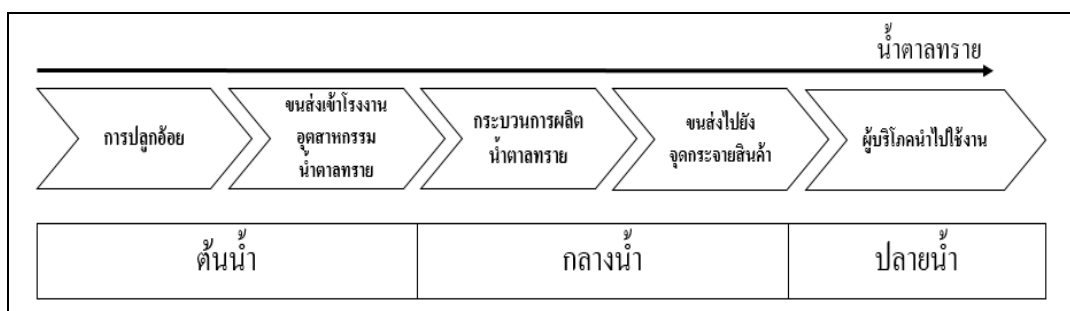 น้ำตาลทราย
การปลูกอ้อย
ขนส่งเข้าโรงงาน
อุตสาหกรรม
น้ำตาลทราย
กระบวนการผลิต
น้ำตาลทราย
ขนส่งไปยัง
จุดกระจายสินค้า
ผู้บริโภคนำไปใช้งาน
ต้นน้ำ
กลางน้ำ
ปลายน้ำ